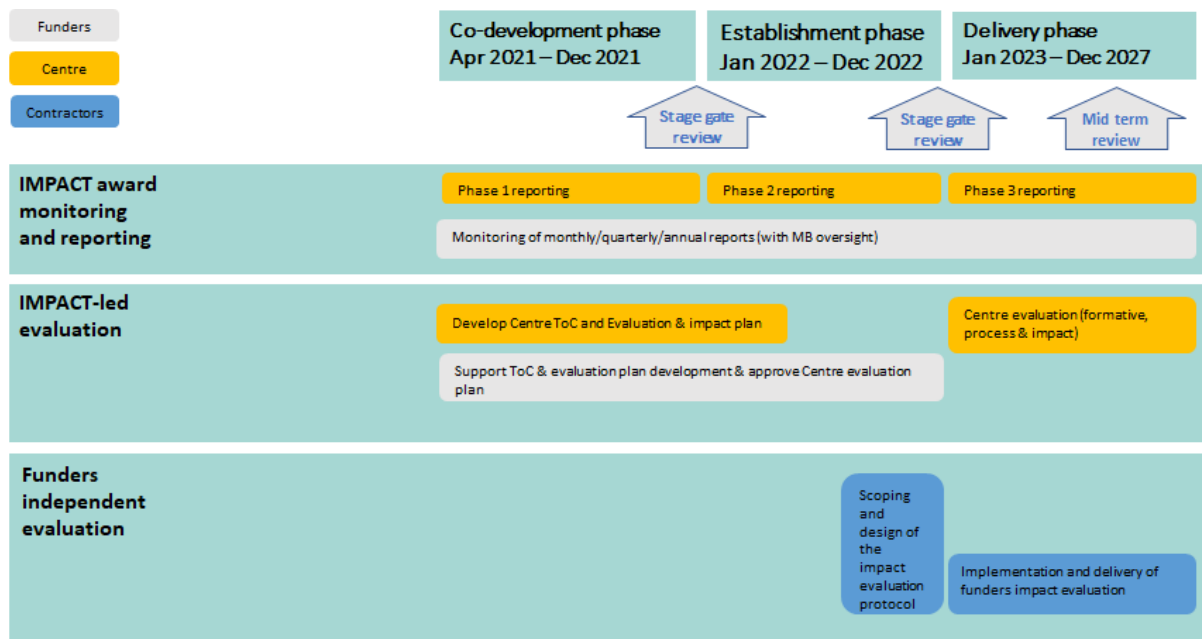 Funders
Centre
Contractors
Co-development phase
Apr 2021 – Dec 2021
Establishment phase
Jan 2022 – Dec 2022
Delivery phase
Jan 2023 – Dec 2027
Stage gate
review
Stage gate
review
Mid term
review
IMPACT award
monitoring
and reporting
Phase 1 reporting
Phase 2 reporting
Phase 3 reporting
Monitoring of monthly/quarterly/annual reports (with MB oversight)
IMPACT-led
evaluation
Develop Centre ToC and Evaluation & impact plan
Centre evaluation (formative,
process & impact)
Support ToC & evaluation plan development & approve Centre evaluation
plan
Funders
independent
evaluation
Scoping
and
design of
the
impact
evaluation
protocol
Implementation and delivery of
funders impact evaluation